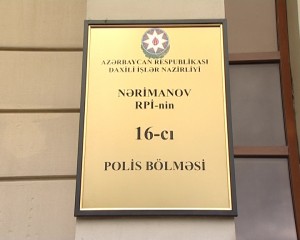 AZƏRBAYCAN RESPUBLİKASI
DAXİLİ İŞLƏR NAZİRLİYİ
NƏRİMANOV
RPİ-nin
16-cı
POLİS BÖLMƏSİ